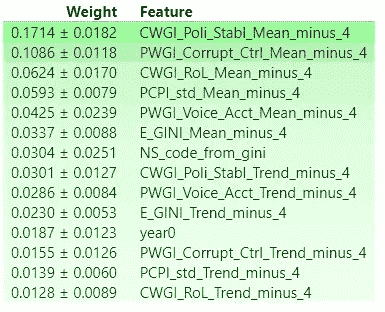 Weight Feature
0.1714 ± 0.0182 CWGI_Poli_Stabl_Mean_minus_4
0.1086 ± 0.0118 PWGI_Corrupt_Ctrl_Mean_minus_4
0.0624 ± 0.0170 CWGI_RoL_Mean_minus_4
0.0593 ± 0.0079 PCPI_std_Mean_minus_4
0.0425 ± 0.0239 PWGI_Voice_Acct_Mean_minus_4
0.0337 ± 0.0088 E_GINI_Mean_minus_4
0.0304 ± 0.0251 NS_code_from_gini
0.0301 ± 0.0127 CWGI_Poli_Stabl_Trend_minus_4
0.0286 ± 0.0084 PWGI_Voice_Acct_Trend_minus_4
0.0230 ± 0.0053 E_GINI_Trend_minus_4
0.0187 ± 0.0123 year0
0.0155 ± 0.0126 PWGI_Corrupt_Ctrl_Trend_minus_4
0.0139 ± 0.0060 PCPI_std_Trend_minus_4
0.0128 ± 0.0089 CWGI_RoL_Trend_minus_4